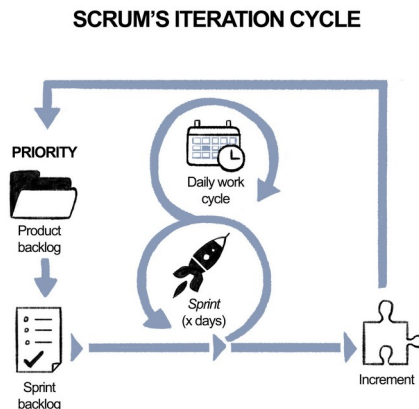 SCRUM'S ITERATION CYCLE
PRIORITY
Product
backlog
Daily work
cycle
Sprint
(x days)
Sprint
backlog
Increment